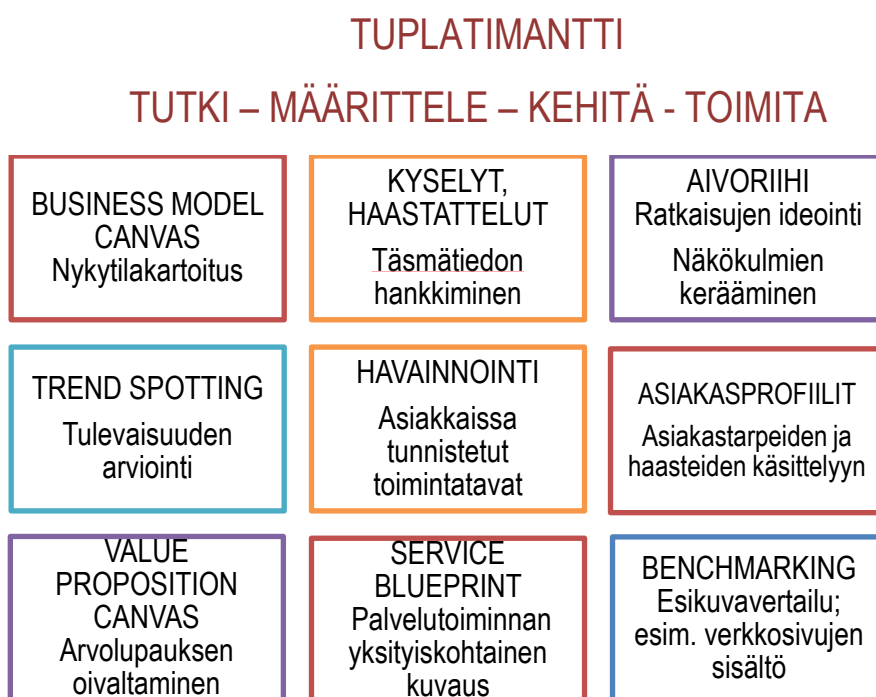 TUPLATIMANTTI
TUTKI – MÄÄRITTELE – KEHITÄ - TOIMITA
BUSINESS MODEL
CANVAS
Nykytilakartoitus
KYSELYT,
HAASTATTELUT
Täsmätiedon
hankkiminen
AIVORIIHI
Ratkaisujen ideointi
Näkökulmien
kerääminen
TREND SPOTTING
Tulevaisuuden
arviointi
HAVAINNOINTI
Asiakkaissa
tunnistetut
toimintatavat
ASIAKASPROFIILIT
Asiakastarpeiden ja
haasteiden käsittelyyn
VALUE
PROPOSITION
CANVAS
Arvolupauksen
oivaltaminen
SERVICE
BLUEPRINT
Palvelutoiminnan
yksityiskohtainen
kuvaus
BENCHMARKING
Esikuvavertailu;
esim. verkkosivujen
sisältö